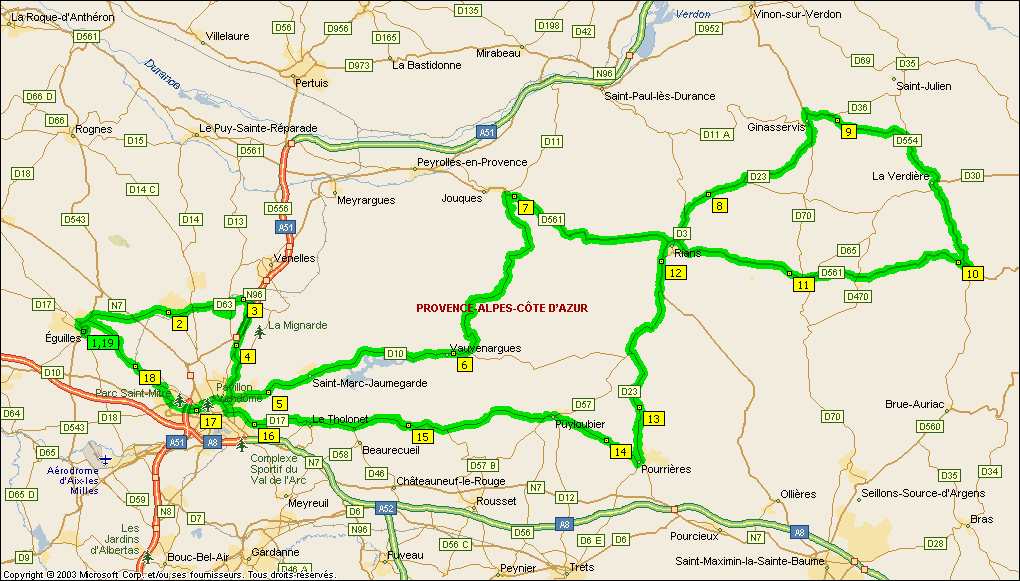 La Roque-d'Anthéron
D561
Villelaure
D56
D956
D135
D165
D198
D42
Verdon
D952
Vinon-sur-Verdon
Mirabeau
Durance
D973
La Bastidonne
Pertuis
N96
D69
D35
Saint-Julien
Saint-Paul-lès-Durance
D66 D
D66
Rognes
D15
Le Puy-Sainte-Réparade
D561
A51
D11
D11 A
Ginasservis
D36
9
D554
Peyrolles-en-Provence
D18
D14 C
Meyrargues
Jouques
7
D561
D23
8
La Verdière
D30
D543
D14
D13
D556
A51
D70
D3
Rians
D65
Venelles
12
11
D561
D470
10
D17
N7
D63
N96
3
2
PROVENCE-ALPES-CÔTE D'AZUR
La Mignarde
Éguilles
1,19
4
D10
Vauvenargues
6
D10
18
Parc Saint-Mitre
Pavillon
Vendôme
Saint-Marc-Jaumegarde
5
D23
D64
D18
D543
17
D17
16
Le Tholonet
15
D57
Puyloubier
13
D70
Brue-Auriac
D560
A51
A8
D65
Aérodrome
d'Aix-les
Milles
Complexe
Sportif du
Val de l'Arc
N7
D58
Beaurecueil
D46
D57 B
14
Pourrières
D35
D34
Châteauneuf-le-Rouge
D65 D
D59
N8
D7
Meyreuil
D6
N96
A52
Rousset
N7
D12
Ollières
Seillons-Source-d'Argens
Bras
Les
Jardins
d'Albertas
D56 C
D56
A8
D6 E
D6
Pourcieux
N7
A8
D28
D9
Bouc-Bel-Air
Gardanne
D46 A
Fuveau
Peynier
Trets
Saint-Maximin-la-Sainte-Baume
Copyright © 2003 Microsoft Corp. et/ou ses fournisseurs. Tous droits réservés.